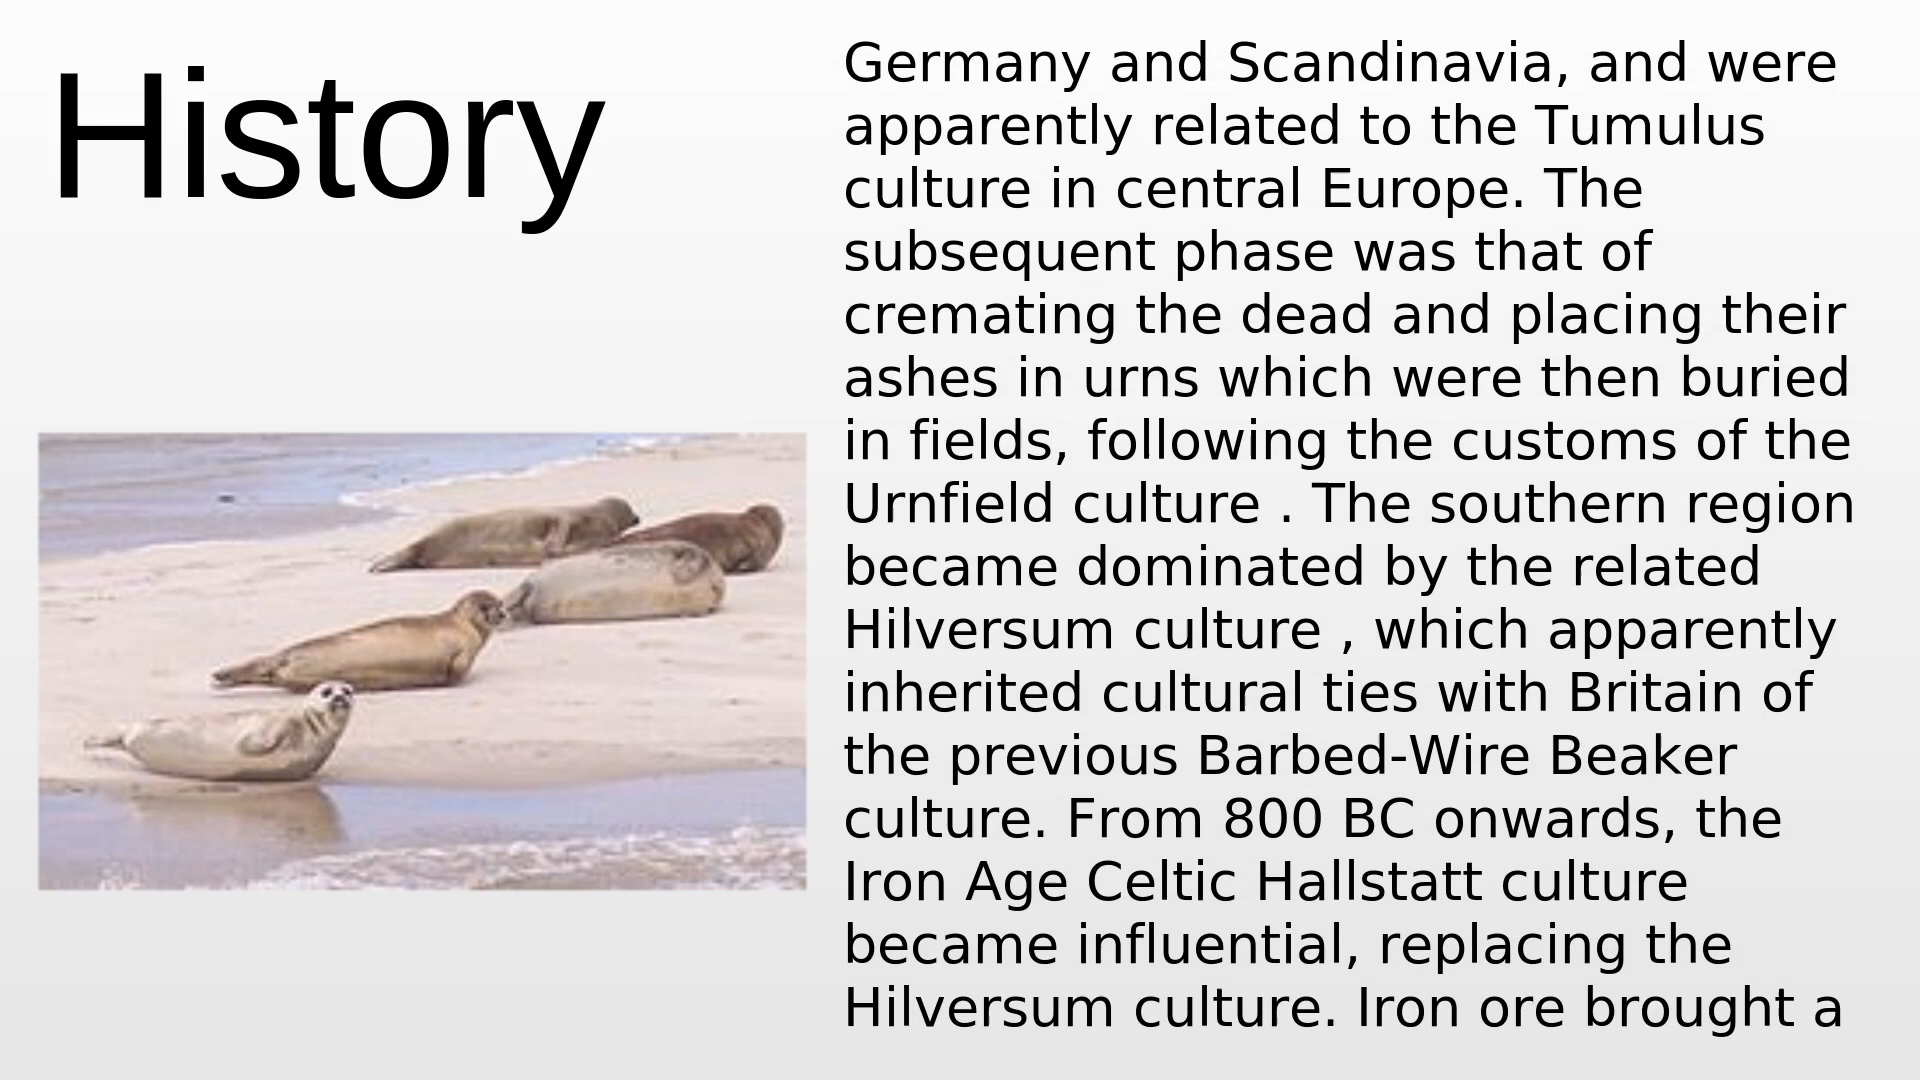 History
Germany and Scandinavia, and were
apparently related to the Tumulus
culture in central Europe. The
subsequent phase was that of
cremating the dead and placing their
ashes in urns which were then buried
in fields, following the customs of the
Urnfield culture . The southern region
became dominated by the related
Hilversum culture , which apparently
inherited cultural ties with Britain of
the previous Barbed-Wire Beaker
culture. From 800 BC onwards, the
Iron Age Celtic Hallstatt culture
became influential, replacing the
Hilversum culture. Iron ore brought a